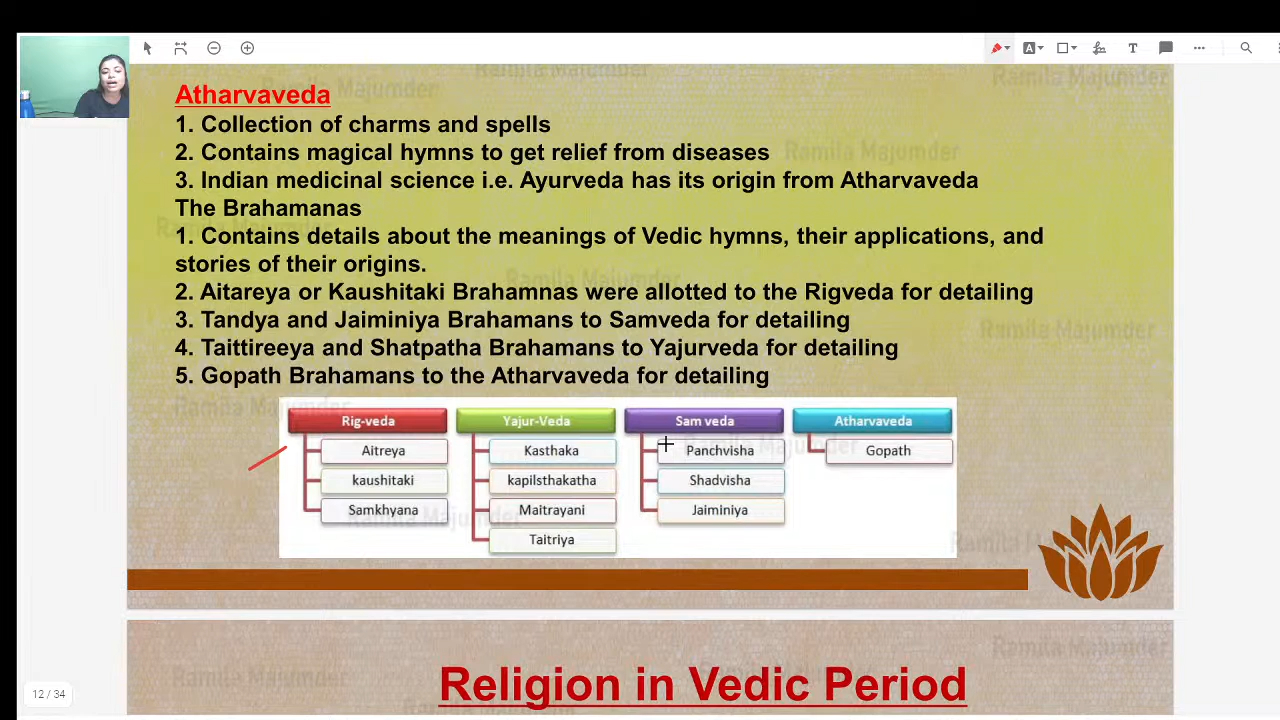 Atharvaveda
1. Collection of charms and spells
2. Contains magical hymns to get relief from diseases
3. Indian medicinal science i.e. Ayurveda has its origin from Atharvaveda
The Brahamanas
1. Contains details about the meanings of Vedic hymns, their applications, and
stories of their origins.
2. Aitareya or Kaushitaki Brahamnas were allotted to the Rigveda for detailing
3. Tandya and Jaiminiya Brahamans to Samveda for detailing
4. Taittireeya and Shatpatha Brahamans to Yajurveda for detailing
5. Gopath Brahamans to the Atharvaveda for detailing
Rig-veda Yajur-Veda Sam veda Atharvaveda
Aitreya Kasthaka Panchvisha Gopath
kaushitaki kapilsthakatha Shadvisha
Samkhyana Maitrayani Jaiminiya
Taitriya
Religion in Vedic Period
12 / 34
Ramila Majumder